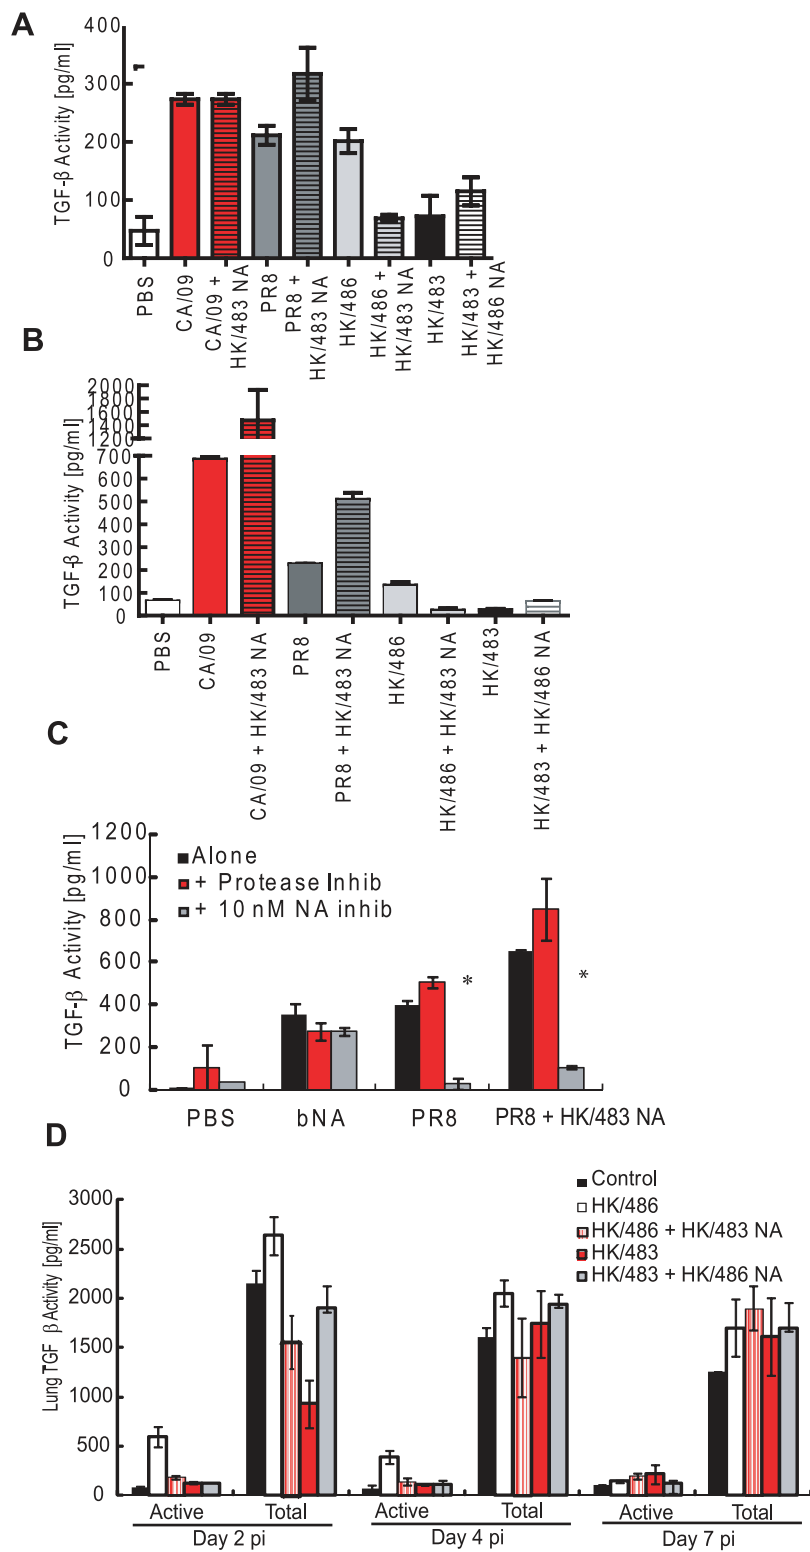 A
TGF-β Activity [pg/ml]
400
300
200
100
0
PBS
CA/09
CA/09 +
HK/483 NA
PR8
PR8 +
HK/483 NA
HK/486
HK/486 +
HK/483 NA
HK/483
HK/483 +
HK/486 NA
B
TGF-β Activity [pg/ml]
2000
1800
1600
1400
1200
700
600
500
400
300
200
100
0
PBS
CA/09
CA/09 + HK/483 NA
PR8
PR8 + HK/483 NA
HK/486
HK/486 + HK/483 NA
HK/483
HK/483 + HK/486 NA
C
TGF-β Activity [pg/ml]
1200
1000
800
600
400
200
0
Alone
+ Protease Inhib
+ 10 nM NA inhib
*
*
PBS
bNA
PR8
PR8 + HK/483 NA
D
Lung TGF β Activity [pg/ml]
3000
2500
2000
1500
1000
500
0
Control
HK/486
HK/486 + HK/483 NA
HK/483
HK/483 + HK/486 NA
Active
Total
Active
Total
Active
Total
Day 2 pi
Day 4 pi
Day 7 pi